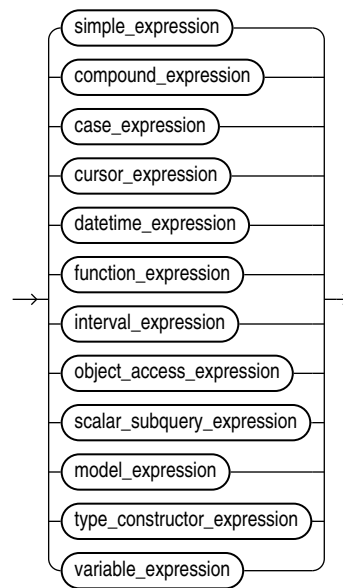 simple_expression
compound_expression
case_expression
cursor_expression
datetime_expression
function_expression
interval_expression
object_access_expression
scalar_subquery_expression
model_expression
type_constructor_expression
variable_expression